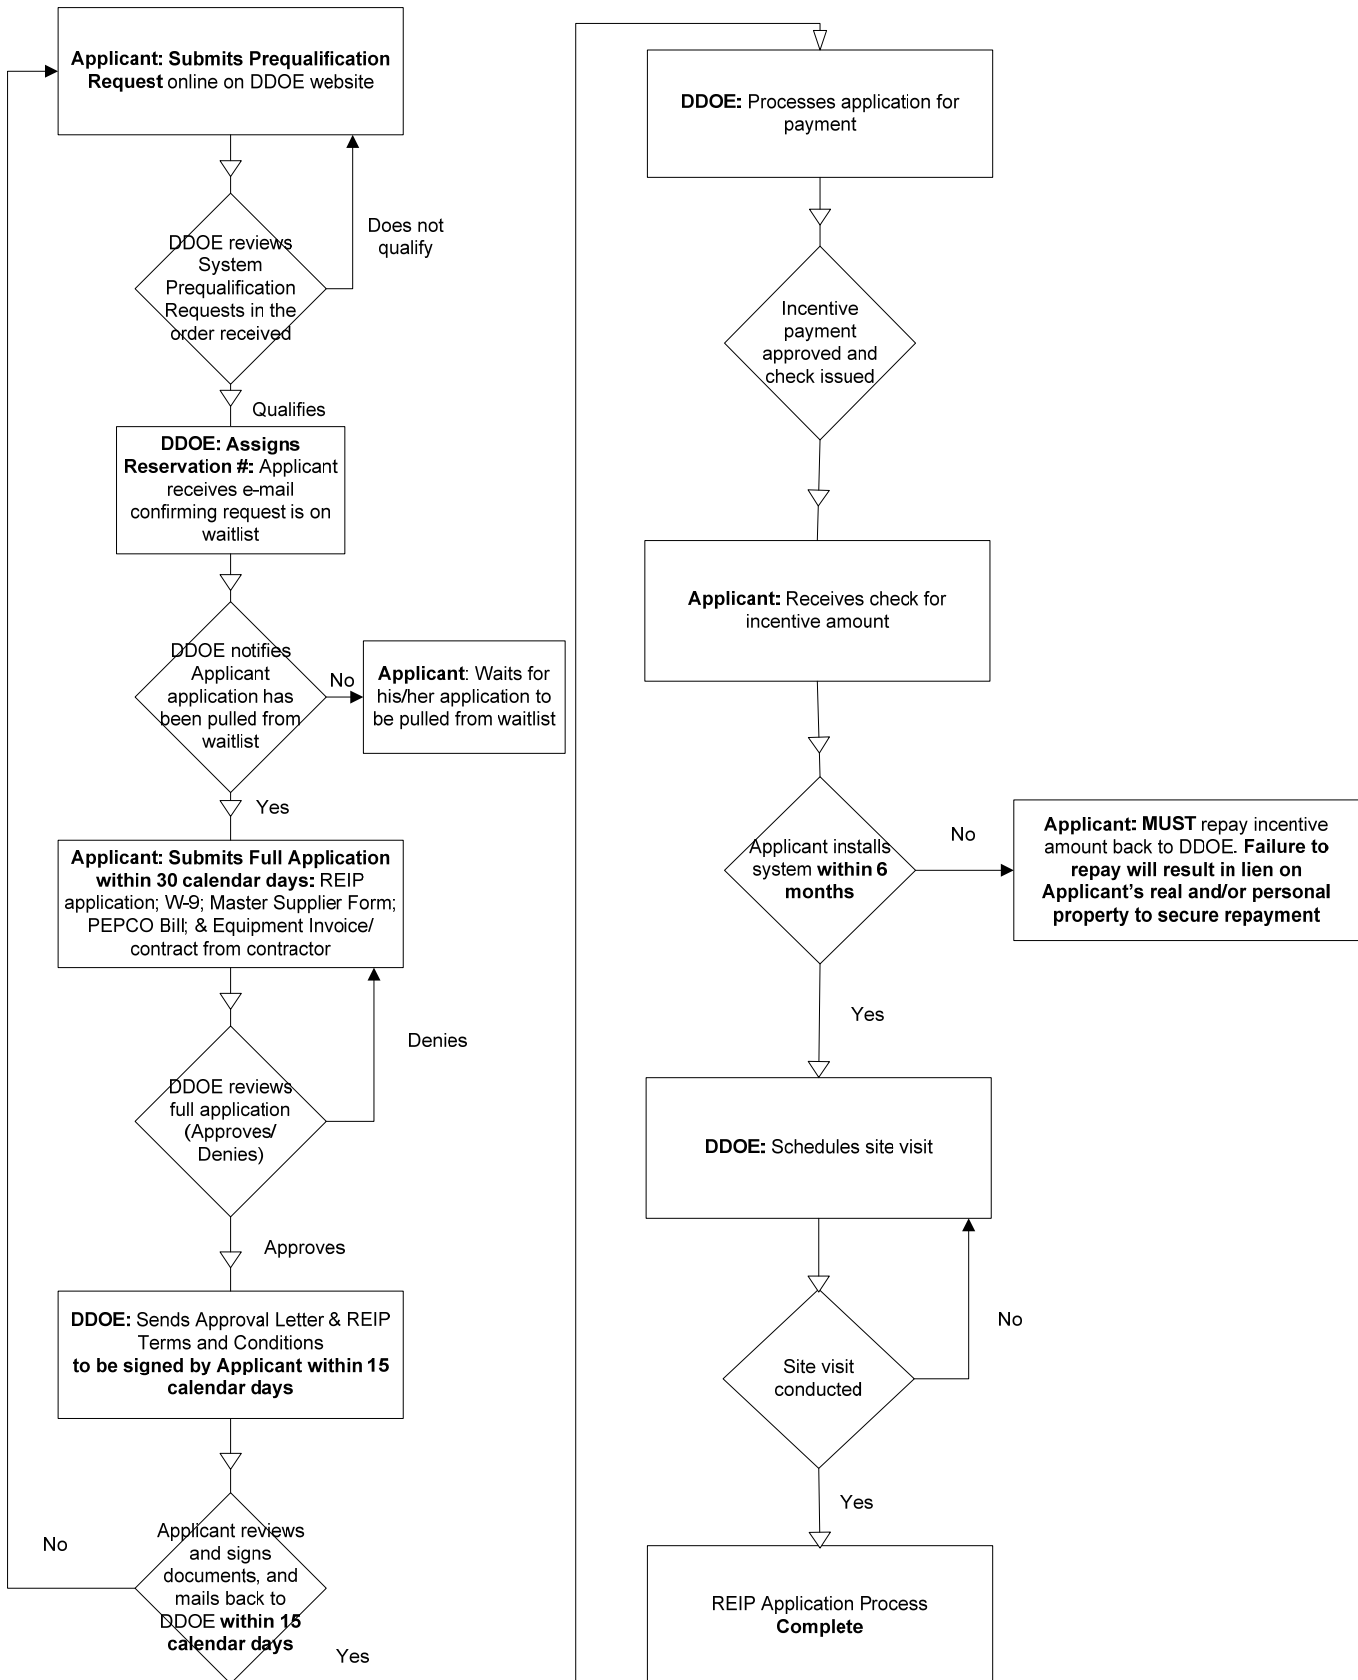 Applicant: Submits Prequalification
Request online on DDOE website
Does not
qualify
DDOE reviews
System
Prequalification
Requests in the
order received
Qualifies
DDOE: Assigns
Reservation #: Applicant
receives e-mail
confirming request is on
waitlist
DDOE notifies
Applicant
application has
been pulled from
waitlist
No
Applicant: Waits for
his/her application to
be pulled from waitlist
Yes
Applicant: Submits Full Application
within 30 calendar days: REIP
application; W-9; Master Supplier Form;
PEPCO Bill; & Equipment Invoice/
contract from contractor
Denies
DDOE reviews
full application
(Approves/
Denies)
Approves
DDOE: Sends Approval Letter & REIP
Terms and Conditions
to be signed by Applicant within 15
calendar days
No
Applicant reviews
and signs
documents, and
mails back to
DDOE within 15
calendar days
Yes
DDOE: Processes application for
payment
Incentive
payment
approved and
check issued
Applicant: Receives check for
incentive amount
Applicant installs
system within 6
months
No
Applicant: MUST repay incentive
amount back to DDOE. Failure to
repay will result in lien on
Applicant's real and/or personal
property to secure repayment
Yes
DDOE: Schedules site visit
No
Site visit
conducted
Yes
REIP Application Process
Complete